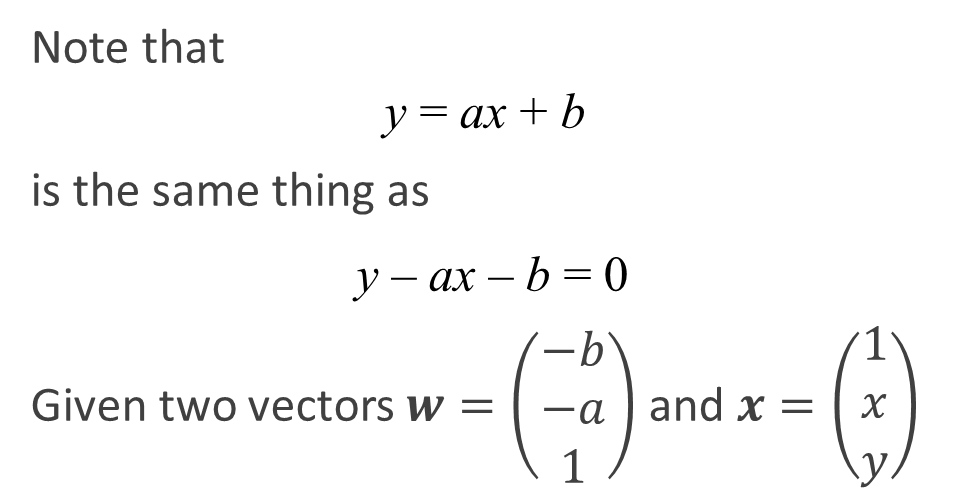 Note that
y = ax + b
is the same thing as
y – ax – b = 0
Given two vectors w = (−b −a 1) and x = (1 x y)